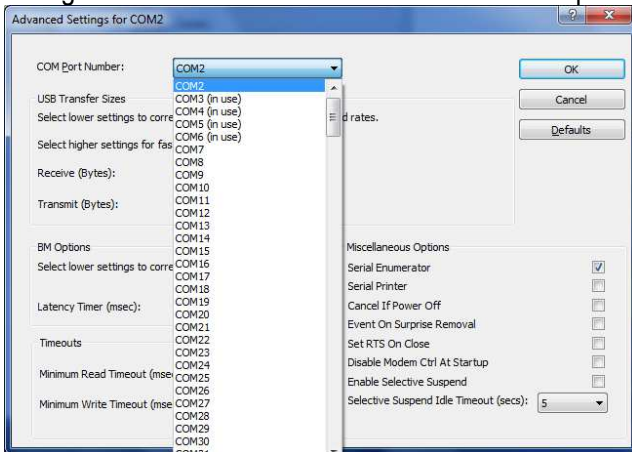 Advanced Settings for COM2
COM Port Number:
COM2
OK
Cancel
Defaults
USB Transfer Sizes
Select lower settings to corre
d rates.
Select higher settings for fas
Receive (Bytes):
Transmit (Bytes):
COM2
COM3 (in use)
COM4 (in use)
COM5 (in use)
COM6 (in use)
COM7
COM8
COM9
COM10
COM11
COM12
COM13
COM14
COM15
COM16
COM17
COM18
COM19
COM20
COM21
COM22
COM23
COM24
COM25
COM26
COM27
COM28
COM29
COM30
BM Options
Select lower settings to corre
Latency Timer (msec):
Timeouts
Minimum Read Timeout (mse
Minimum Write Timeout (mse
Miscellaneous Options
Serial Enumerator
Serial Printer
Cancel If Power Off
Event On Surprise Removal
Set RTS On Close
Disable Modem Ctrl At Startup
Enable Selective Suspend
Selective Suspend Idle Timeout (secs): 5